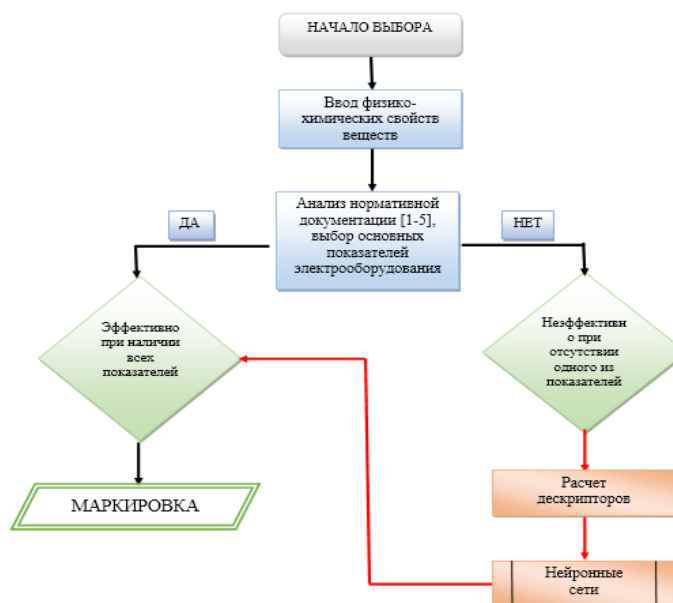 НАЧАЛО ВЫБОРА
Ввод физико-
химических свойств
веществ
Анализ нормативной
документации [1-5],
выбор основных
показателей
электрооборудования
ДА
НЕТ
Эффективно
при наличии
всех
показателей
Неэффективн
о при
отсутствии
одного из
показателей
МАРКИРОВКА
Расчет
дескрипторов
Нейронные
сети